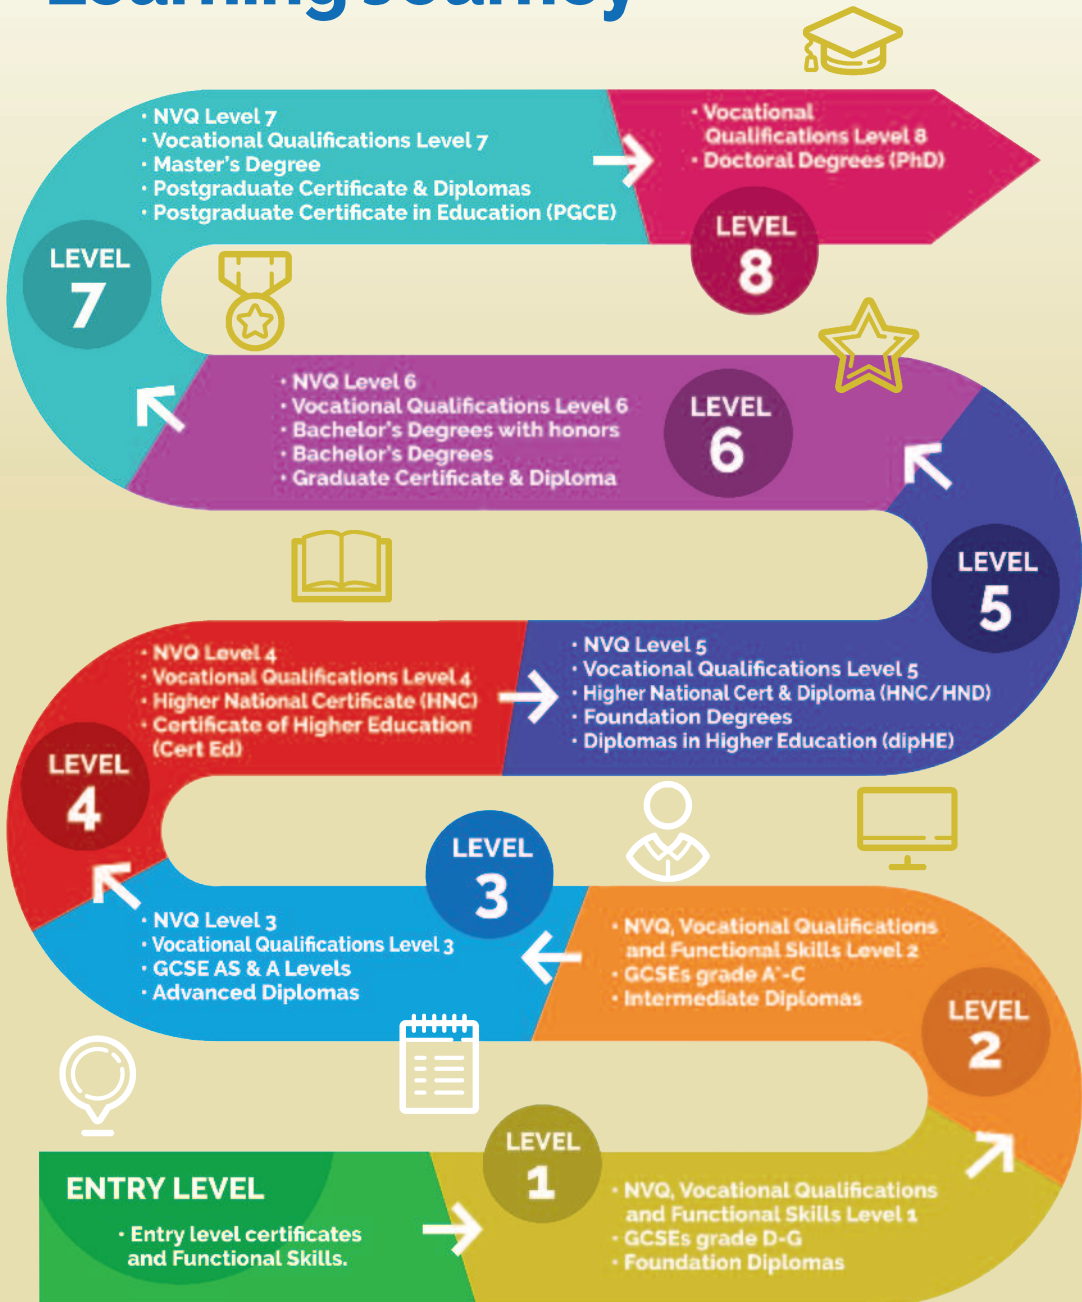 Learning Journey
· NVQ Level 7
· Vocational Qualifications Level 7
· Master's Degree
· Postgraduate Certificate & Diplomas
· Postgraduate Certificate in Education (PGCE)
LEVEL
7
· Vocational
Qualifications Level 8
· Doctoral Degrees (PhD)
LEVEL
8
· NVQ Level 6
· Vocational Qualifications Level 6
· Bachelor's Degrees with honors
· Bachelor's Degrees
· Graduate Certificate & Diploma
LEVEL
6
LEVEL
5
· NVQ Level 5
· Vocational Qualifications Level 5
· Higher National Cert & Diploma (HNC/HND)
· Foundation Degrees
· Diplomas in Higher Education (dipHE)
· NVQ Level 4
· Vocational Qualifications Level 4
· Higher National Certificate (HNC)
· Certificate of Higher Education
(Cert Ed)
LEVEL
4
LEVEL
3
· NVQ Level 3
· Vocational Qualifications Level 3
· GCSE AS & A Levels
· Advanced Diplomas
· NVQ, Vocational Qualifications
and Functional Skills Level 2
· GCSEs grade A*-C
· Intermediate Diplomas
LEVEL
2
LEVEL
1
· NVQ, Vocational Qualifications
and Functional Skills Level 1
· GCSEs grade D-G
· Foundation Diplomas
ENTRY LEVEL
· Entry level certificates
and Functional Skills.